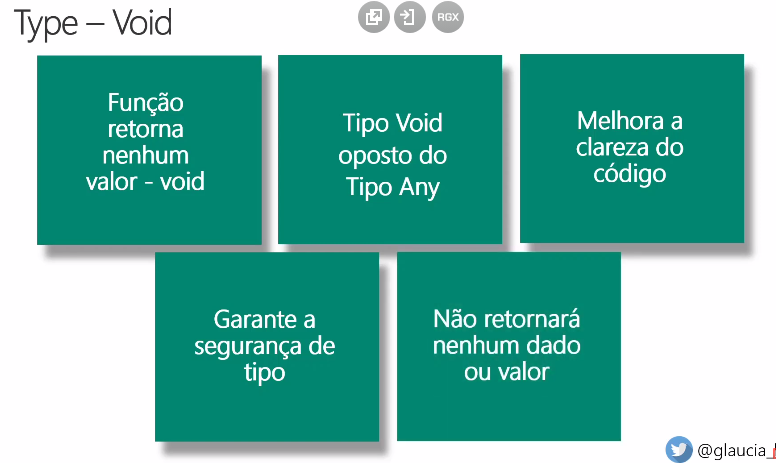 Type – Void
RGX
Função
retorna
nenhum
valor - void
Tipo Void
oposto do
Tipo Any
Melhora a
clareza do
código
Garante a
segurança de
tipo
Não retornará
nenhum dado
ou valor
@glaucia_